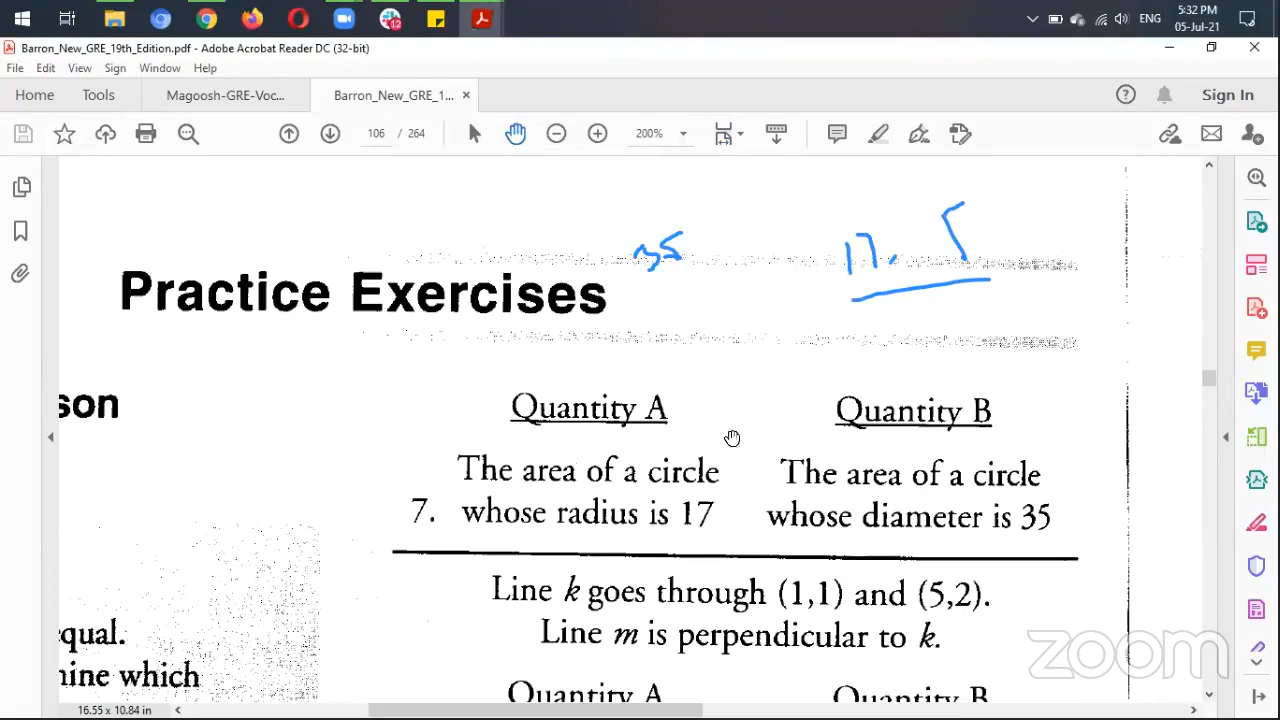 5:32 PM
ENG
05-Jul-21
12
Barron_New_GRE_19th_Edition.pdf - Adobe Acrobat Reader DC (32-bit)
File Edit View Sign Window Help
Home Tools Magoosh-GRE-Voc... Barron_New_GRE_1... × Sign In
106 / 264 200%
35 17.5
Practice Exercises
son
Quantity A Quantity B
The area of a circle The area of a circle
7. whose radius is 17 whose diameter is 35
Line k goes through (1,1) and (5,2).
Line m is perpendicular to k.
equal.
nine which
Quantity A Quantity B
zoom
16.55 x 10.84 in